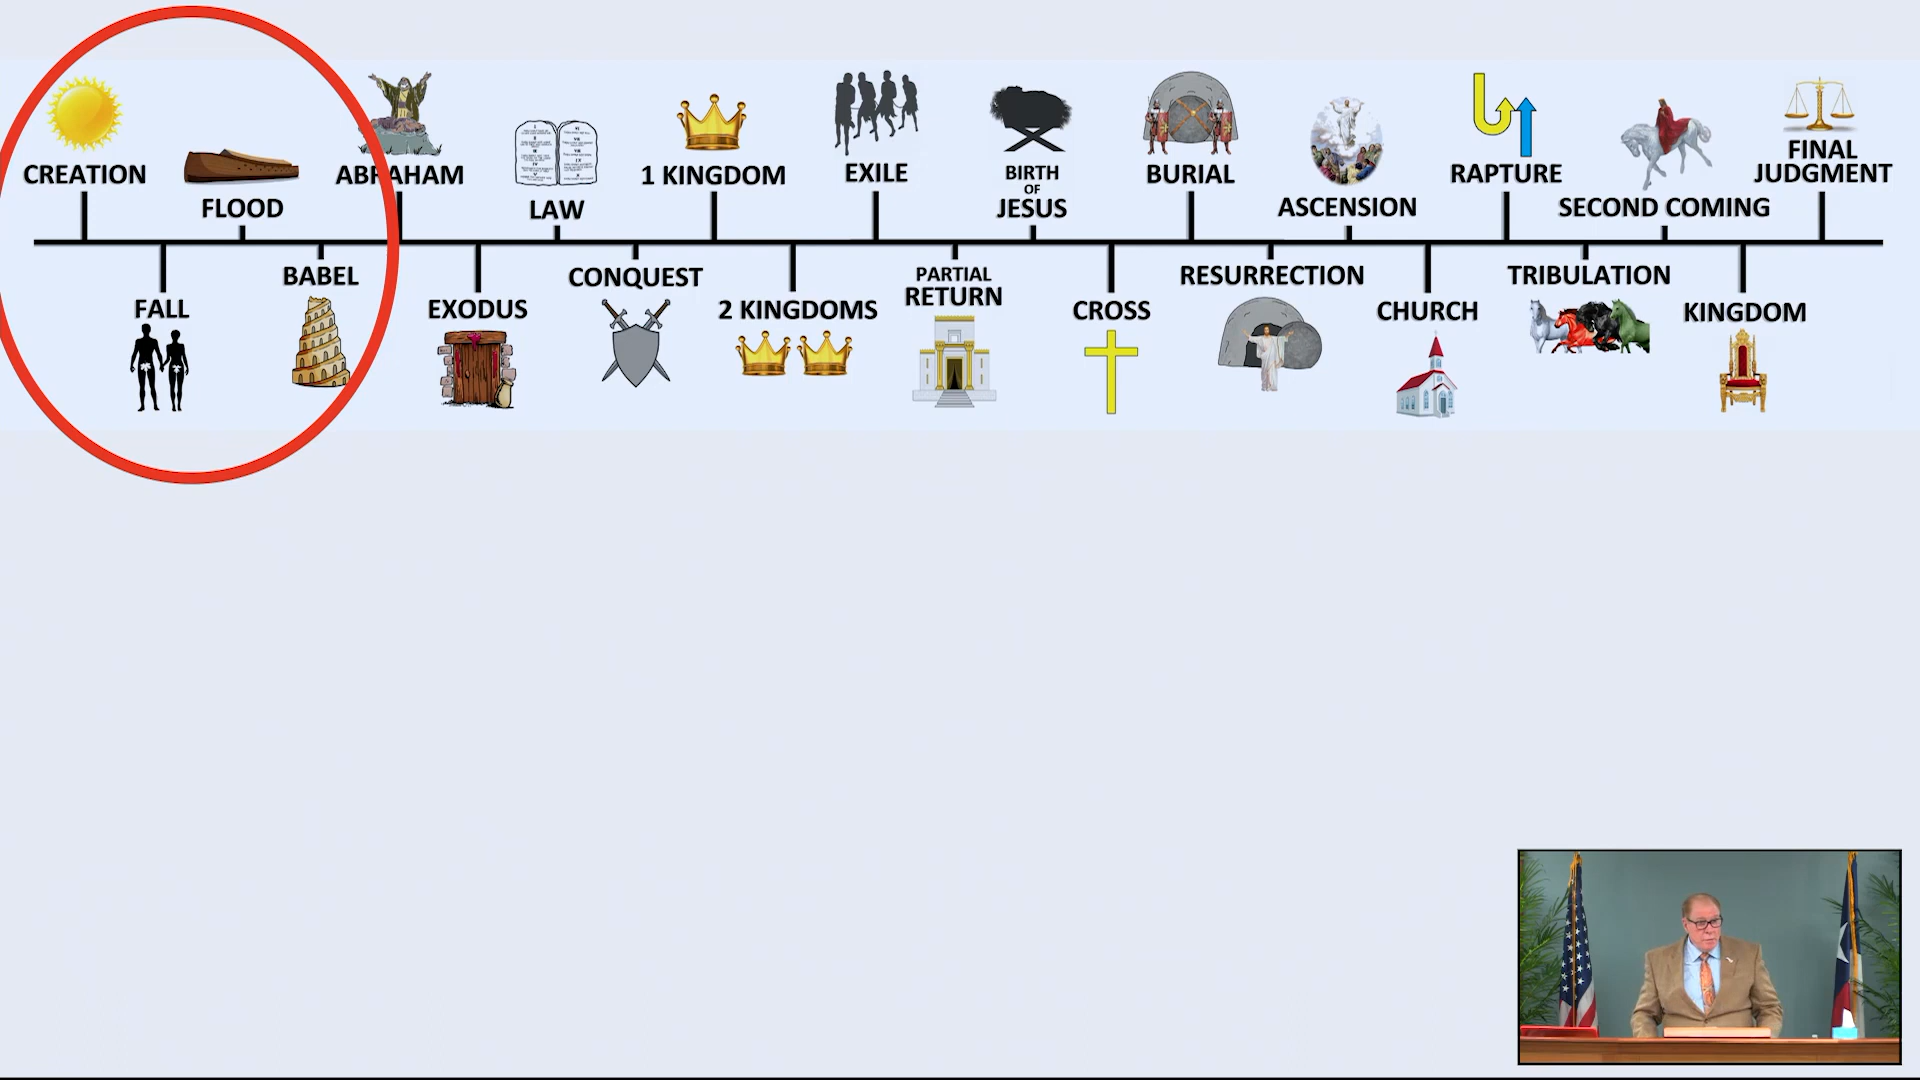 CREATION
FALL
FLOOD
BABEL
ABRAHAM
EXODUS
LAW
CONQUEST
1 KINGDOM
2 KINGDOMS
EXILE
PARTIAL
RETURN
BIRTH
OF
JESUS
CROSS
BURIAL
RESURRECTION
ASCENSION
CHURCH
RAPTURE
TRIBULATION
SECOND COMING
KINGDOM
FINAL
JUDGMENT